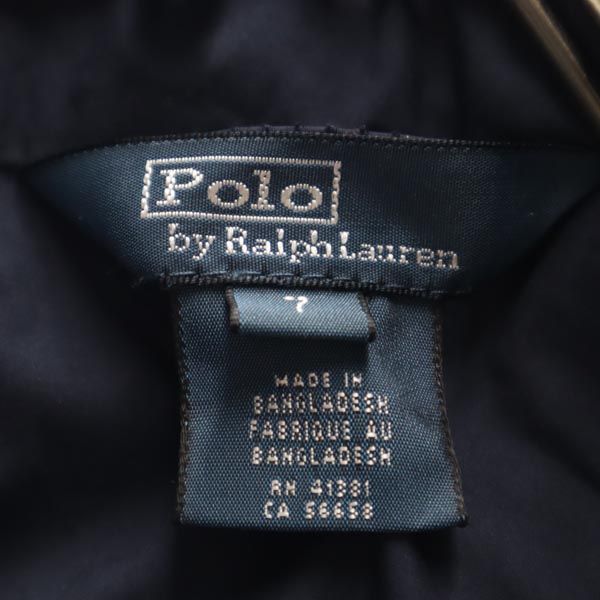 Polo
by Ralph Lauren
7
MADE IN
BANGLADESH
FABRIQUE AU
BANGLADESH
RN 41381
CA 56658